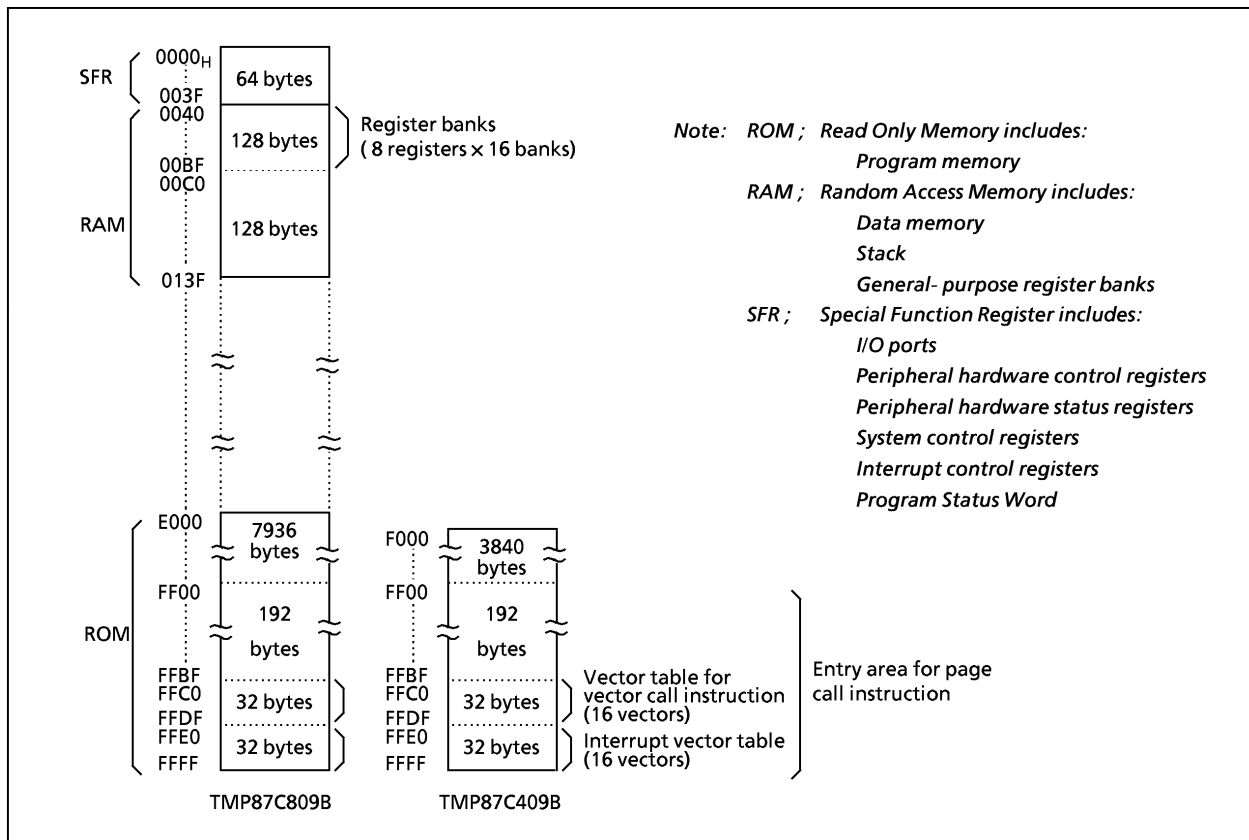 SFR
0000H
003F
64 bytes
RAM
0040
00BF
00C0
013F
128 bytes
128 bytes
Register banks
( 8 registers × 16 banks)
Note: ROM ; Read Only Memory includes:
Program memory
RAM ; Random Access Memory includes:
Data memory
Stack
General- purpose register banks
SFR ; Special Function Register includes:
I/O ports
Peripheral hardware control registers
Peripheral hardware status registers
System control registers
Interrupt control registers
Program Status Word
ROM
E000
FF00
FFBF
FFC0
FFDF
FFE0
FFFF
7936
bytes
192
bytes
32 bytes
32 bytes
TMP87C809B
F000
FF00
FFBF
FFC0
FFDF
FFE0
FFFF
3840
bytes
192
bytes
32 bytes
32 bytes
TMP87C409B
Vector table for
vector call instruction
(16 vectors)
Interrupt vector table
(16 vectors)
Entry area for page
call instruction